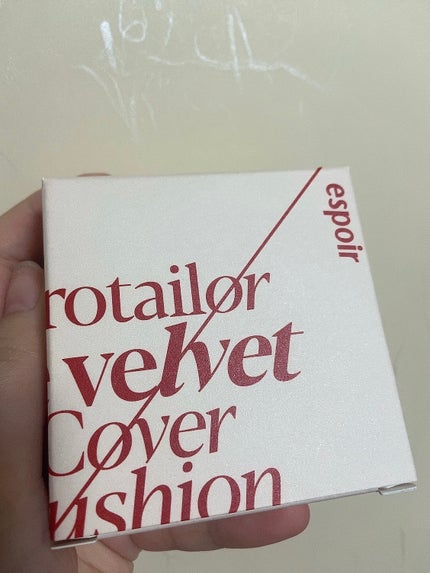 espoir
rotailor
velvet
Cover
ushion